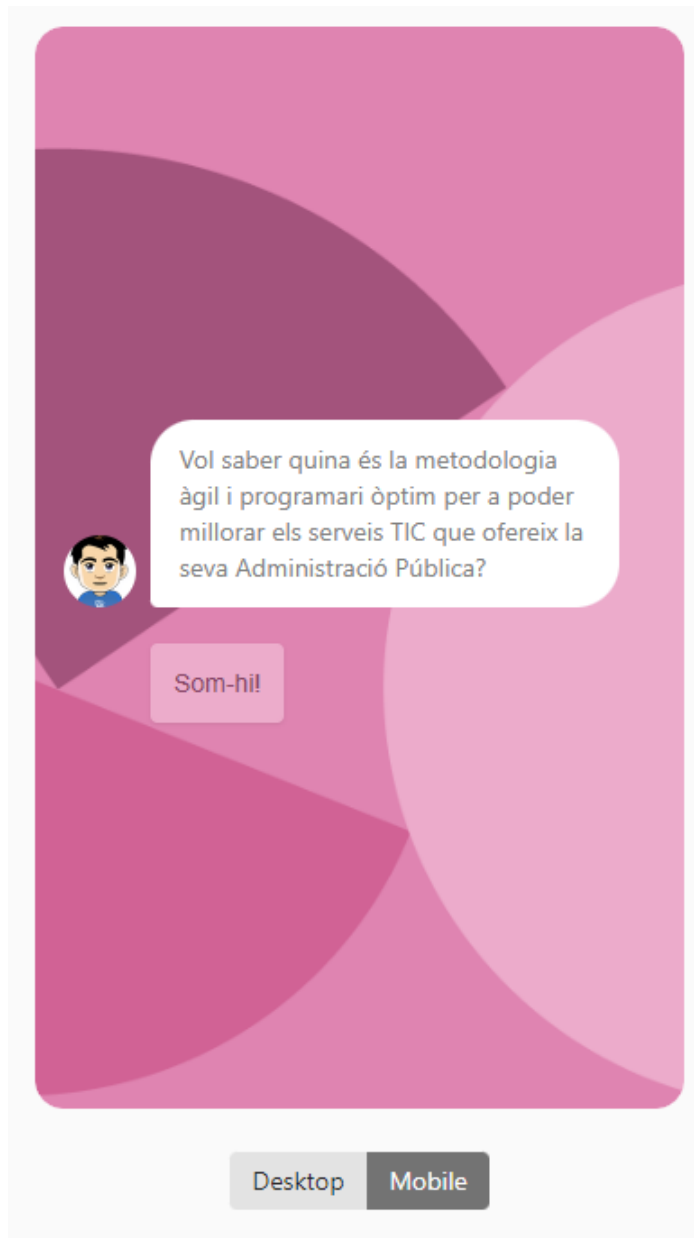 Vol saber quina és la metodologia
àgil i programari òptim per a poder
millorar els serveis TIC que ofereix la
seva Administració Pública?
Som-hi!
Desktop
Mobile